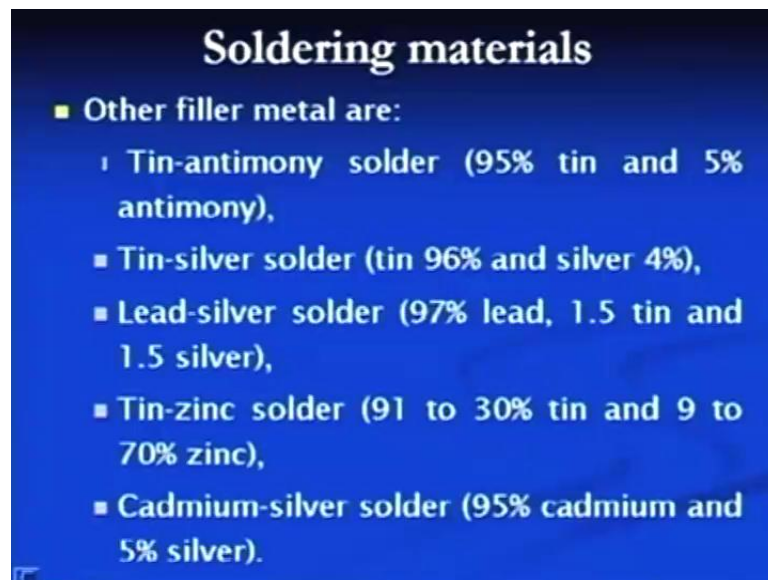 Soldering materials
Other filler metal are:
Tin-antimony solder (95% tin and 5%
antimony),
Tin-silver solder (tin 96% and silver 4%),
Lead-silver solder (97% lead, 1.5 tin and
1.5 silver),
Tin-zinc solder (91 to 30% tin and 9 to
70% zinc),
Cadmium-silver solder (95% cadmium and
5% silver).